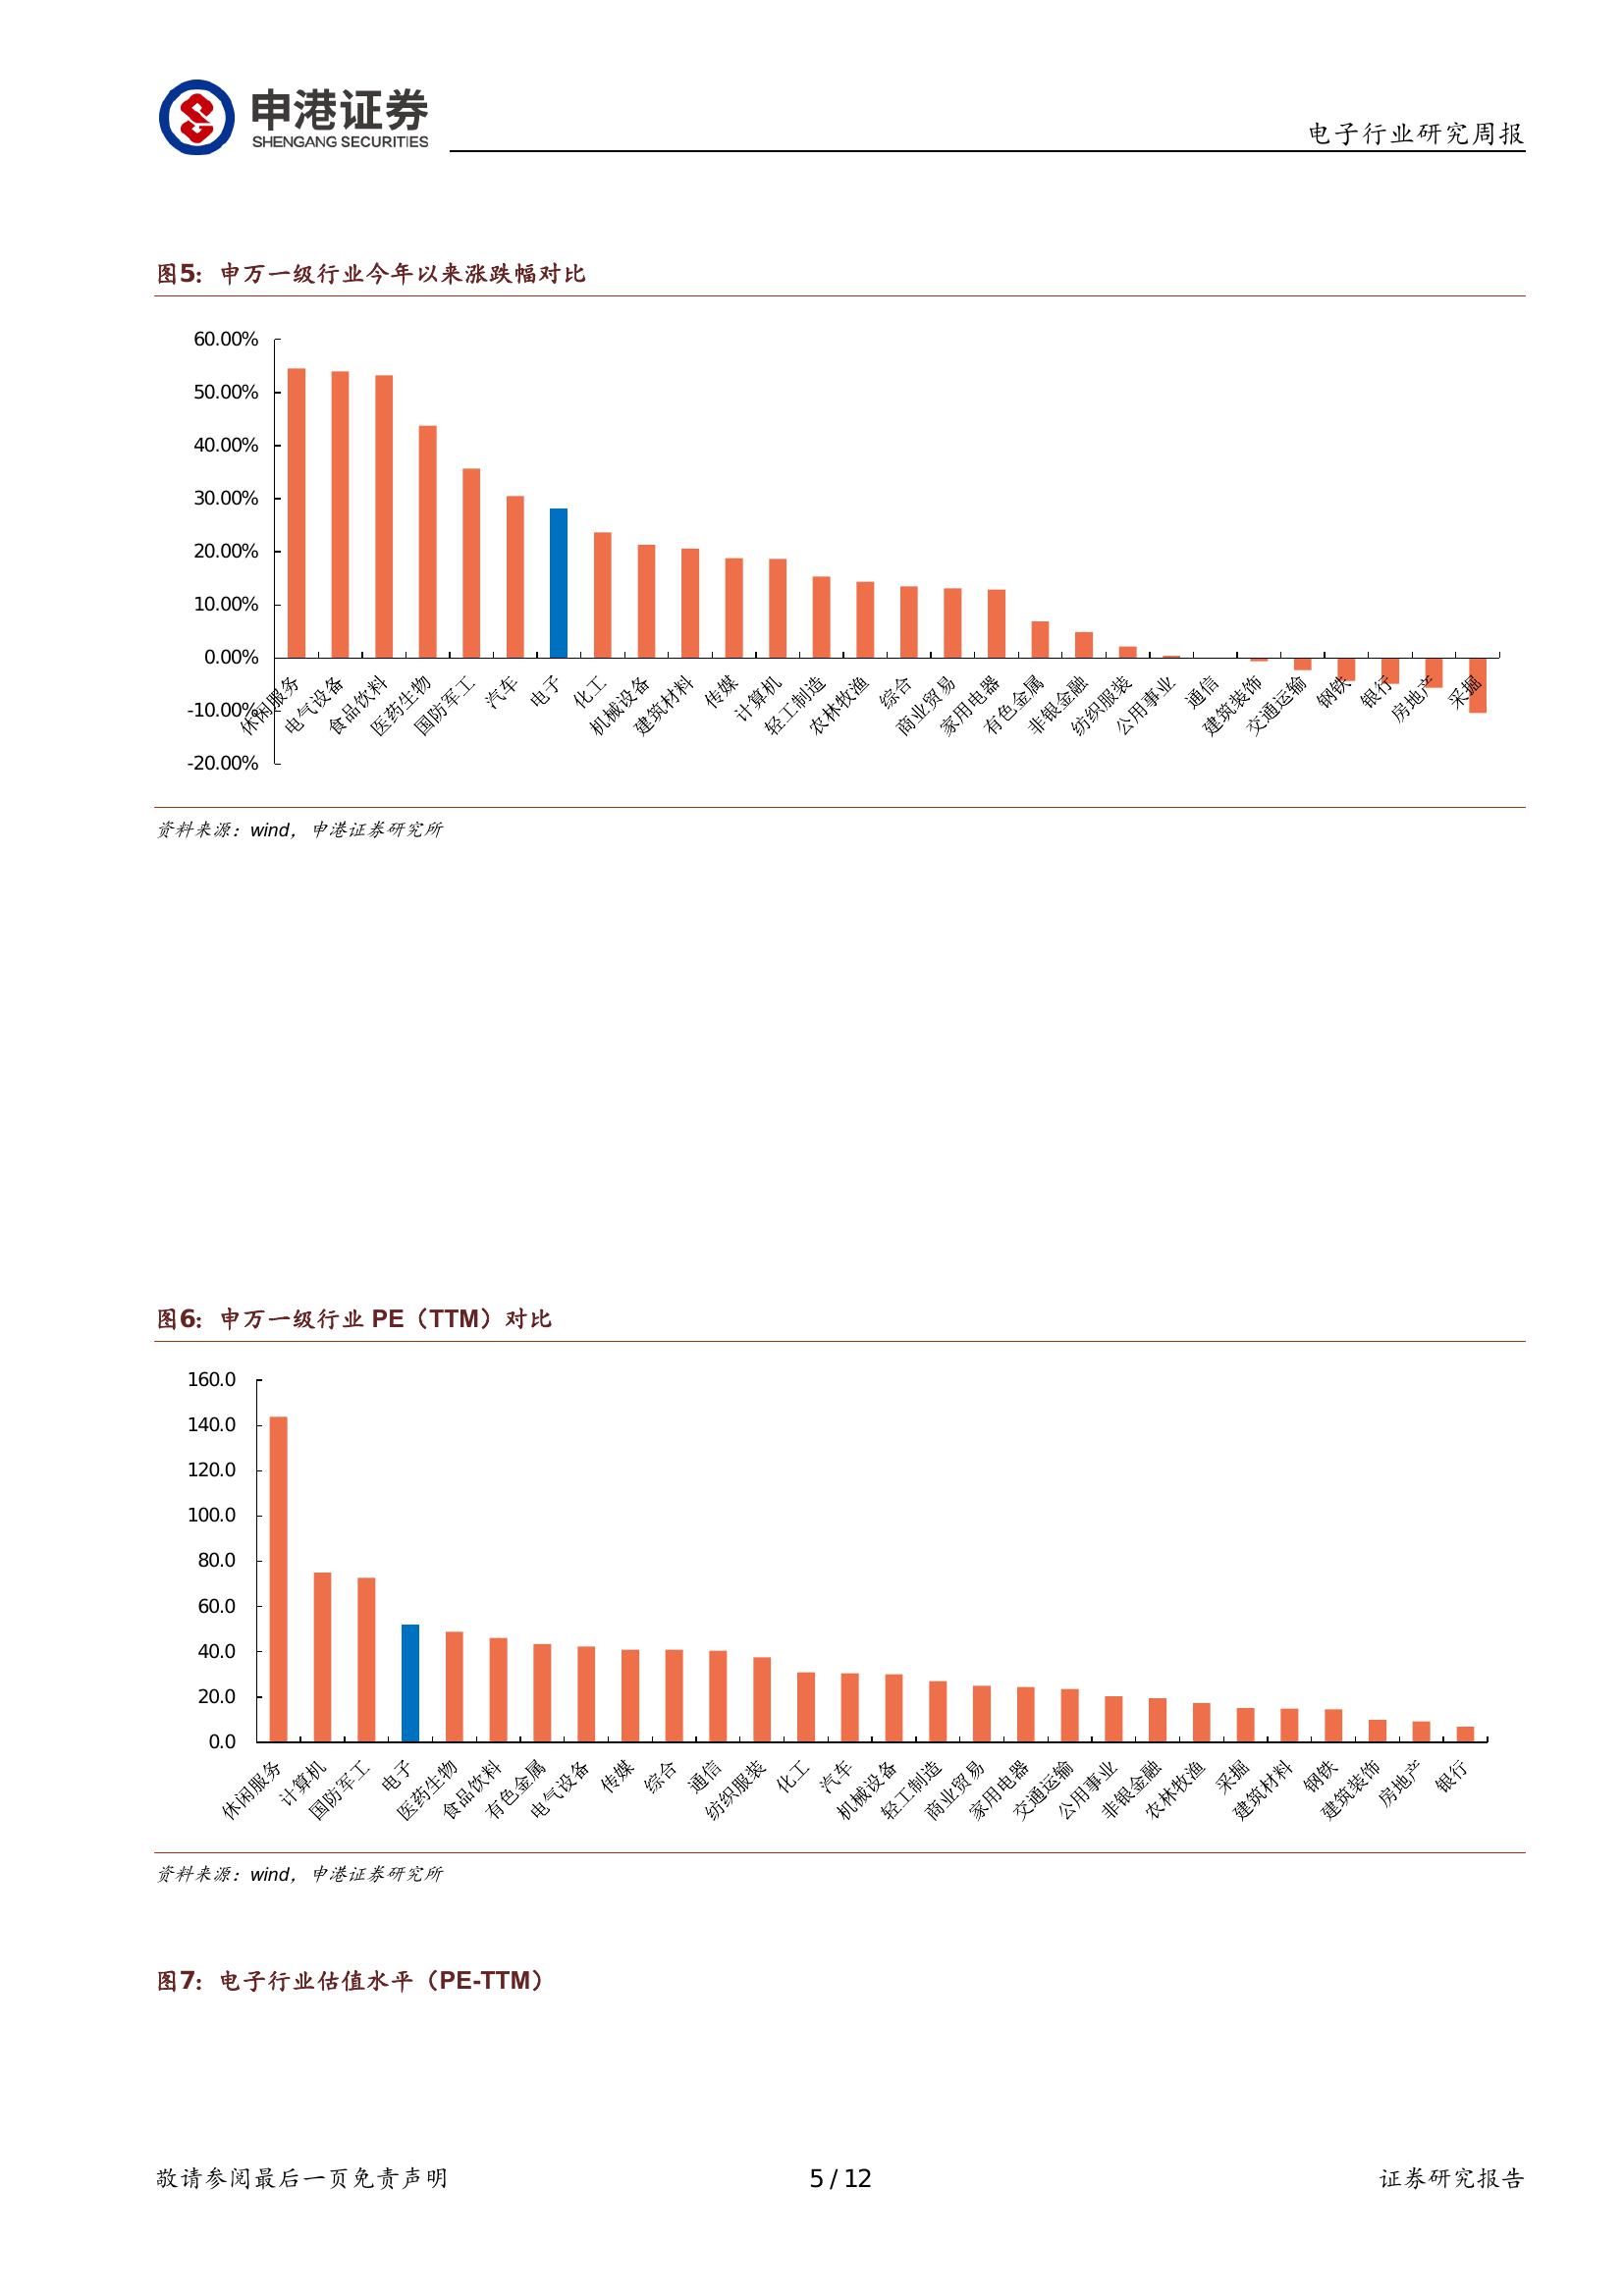 申港证券
SHENGANG SECURITIES
电子行业研究周报
图5：申万一级行业今年以来涨跌幅对比
60.00%
50.00%
40.00%
30.00%
20.00%
10.00%
0.00%
-10.00%
-20.00%
休闲服务
电气设备
食品饮料
医药生物
国防军工
汽车
电子
化工
机械设备
建筑材料
传媒
计算机
轻工制造
农林牧渔
综合
商业贸易
家用电器
有色金属
非银金融
纺织服装
公用事业
通信
建筑装饰
交通运输
钢铁
银行
房地产
采掘
资料来源：wind，申港证券研究所
图6：申万一级行业 PE（TTM）对比
160.0
140.0
120.0
100.0
80.0
60.0
40.0
20.0
0.0
休闲服务
计算机
国防军工
电子
医药生物
食品饮料
有色金属
电气设备
传媒
综合
通信
纺织服装
化工
汽车
机械设备
轻工制造
商业贸易
家用电器
交通运输
公用事业
非银金融
农林牧渔
采掘
建筑材料
钢铁
建筑装饰
房地产
银行
资料来源：wind，申港证券研究所
图7：电子行业估值水平（PE-TTM）
敬请参阅最后一页免责声明
5 / 12
证券研究报告